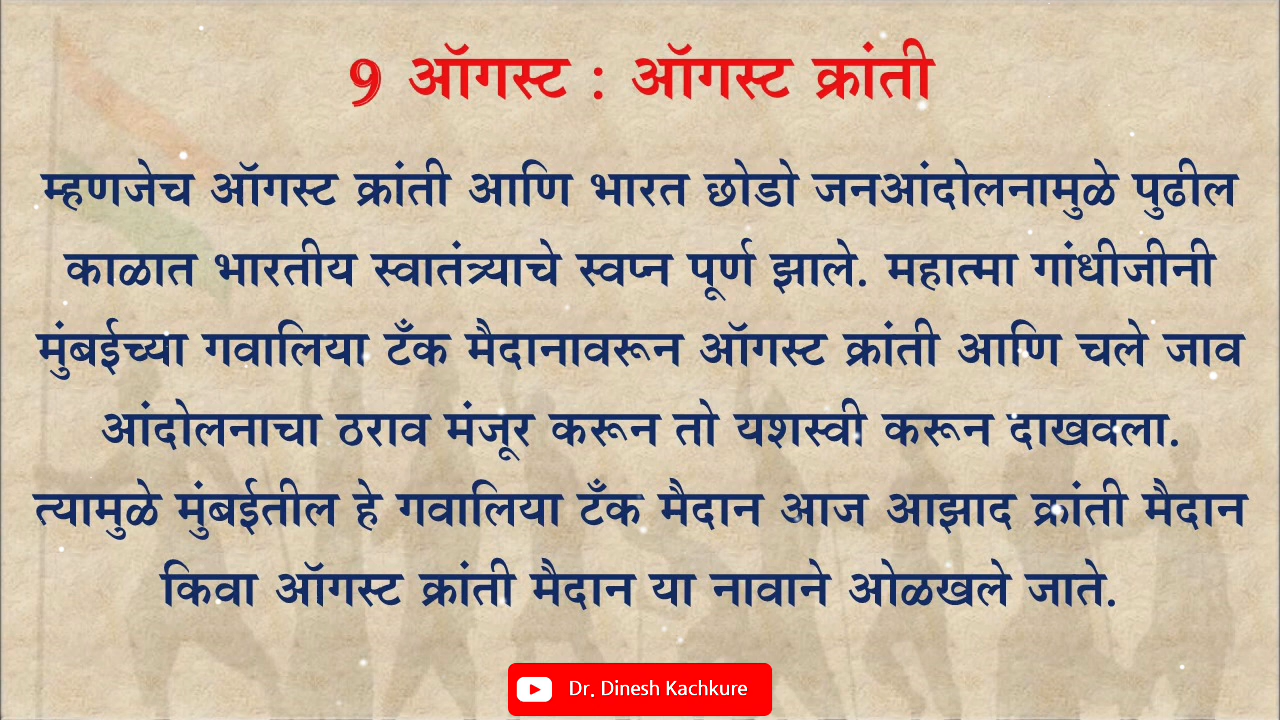 9 ऑगस्ट : ऑगस्ट क्रांती
म्हणजेच ऑगस्ट क्रांती आणि भारत छोडो जनआंदोलनामुळे पुढील
काळात भारतीय स्वातंत्र्याचे स्वप्न पूर्ण झाले. महात्मा गांधीजीनी
मुंबईच्या गवालिया टँक मैदानावरून ऑगस्ट क्रांती आणि चले जाव
आंदोलनाचा ठराव मंजूर करून तो यशस्वी करून दाखवला.
त्यामुळे मुंबईतील हे गवालिया टँक मैदान आज आझाद क्रांती मैदान
किवा ऑगस्ट क्रांती मैदान या नावाने ओळखले जाते.
Dr. Dinesh Kachkure